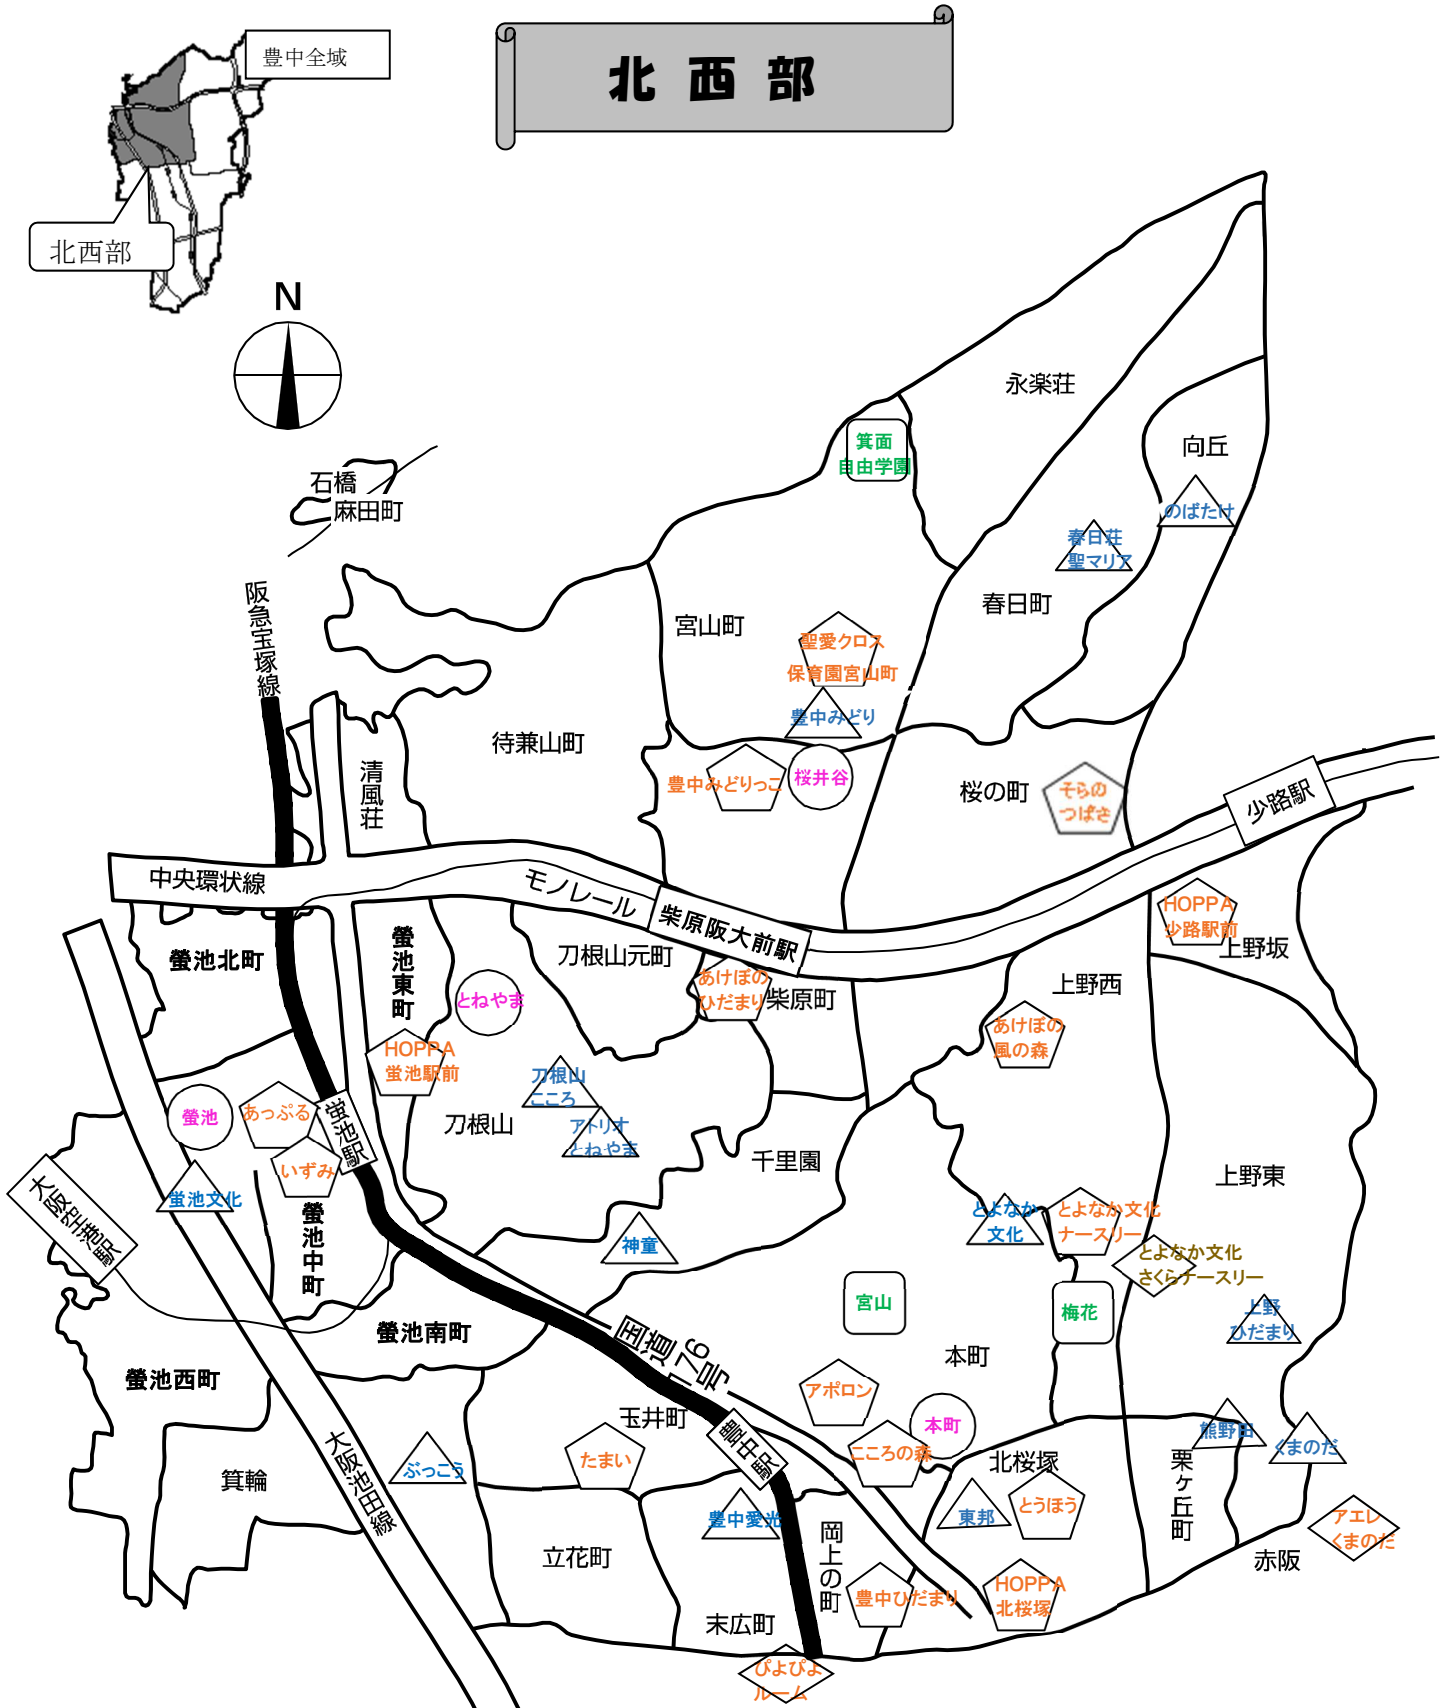 豊中全域
北西部
北西部
N
永楽荘
箕面
自由学園
向丘
のばたけ
石橋
麻田町
春日荘
聖マリア
阪急宝塚線
春日町
宮山町
聖愛クロス
保育園宮山町
豊中みどり
待兼山町
清風荘
豊中みどりっこ
桜井谷
桜の町
そらの
つばさ
少路駅
中央環状線
モノレール
柴原阪大前駅
HOPPA
少路駅前
上野坂
螢池北町
螢池東町
刀根山元町
とねやま
あけぼの
ひだまり
柴原町
上野西
あけぼの
風の森
HOPPA
蛍池駅前
刀根山
こころ
アトリオ
とねやま
刀根山
螢池
あっぷる
いずみ
蛍池駅
千里園
上野東
大阪空港駅
蛍池文化
螢池中町
神童
とよなか
文化
とよなか文化
ナースリー
とよなか文化
さくらナースリー
宮山
梅花
上野
ひだまり
螢池南町
国道176号
本町
螢池西町
アポロン
玉井町
本町
豊中駅
こころの森
熊野田
くまのだ
箕輪
大阪池田線
ぶっこう
たまい
北桜塚
栗ヶ丘町
とうほう
東邦
豊中愛光
アエレ
くまのだ
立花町
岡上の町
赤阪
豊中ひだまり
HOPPA
北桜塚
末広町
ぴよぴよ
ルーム